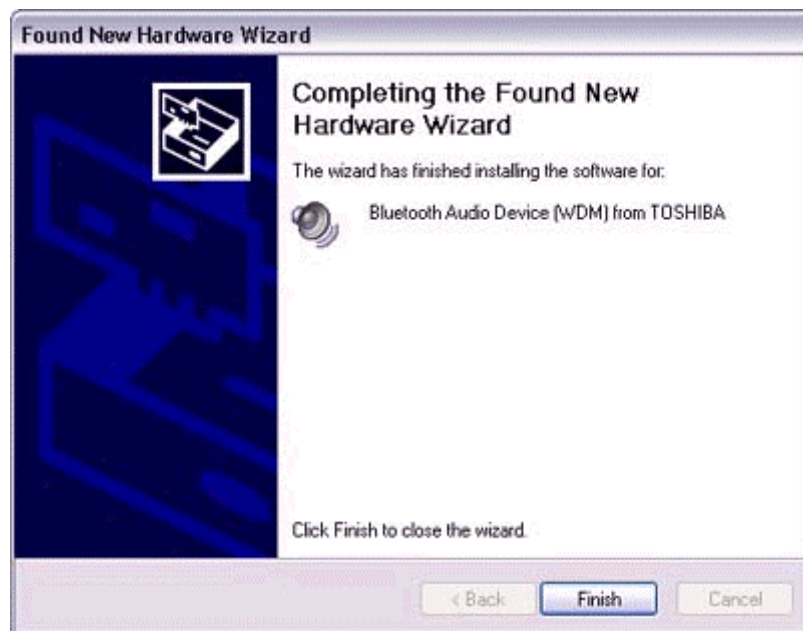 Found New Hardware Wizard
Completing the Found New
Hardware Wizard
The wizard has finished installing the software for:
Bluetooth Audio Device (WDM) from TOSHIBA
Click Finish to close the wizard.
< Back Finish Cancel